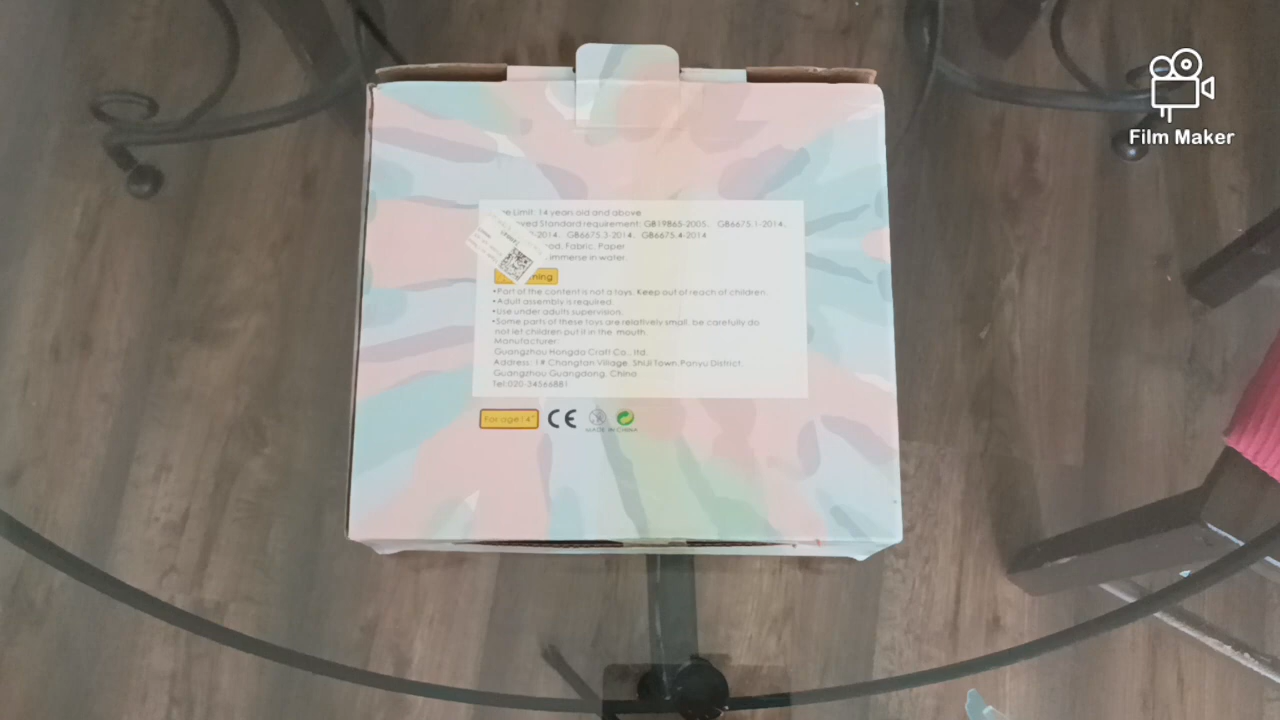 Film Maker
Limit: 14 years old and above
Standard requirement: GB19865-2005, GB6675.1-2014,
2014, GB6675.3-2014, GB6675.4-2014
Fabric, Paper
immerse in water.
•Part of the content is not a toys, Keep out of reach of children.
•Adult assembly is required.
•Use under adults supervision.
•Some parts of these toys are relatively small, be carefully do
not let children put it in the mouth.
Manufacturer:
Guangzhou Hongda Craft Co., ltd.
Address: 1# Changtan Village, ShiJi Town, Panyu District,
Guangzhou Guangdong, China
Tel:020-34566881
For age14+
CE
MADE IN CHINA